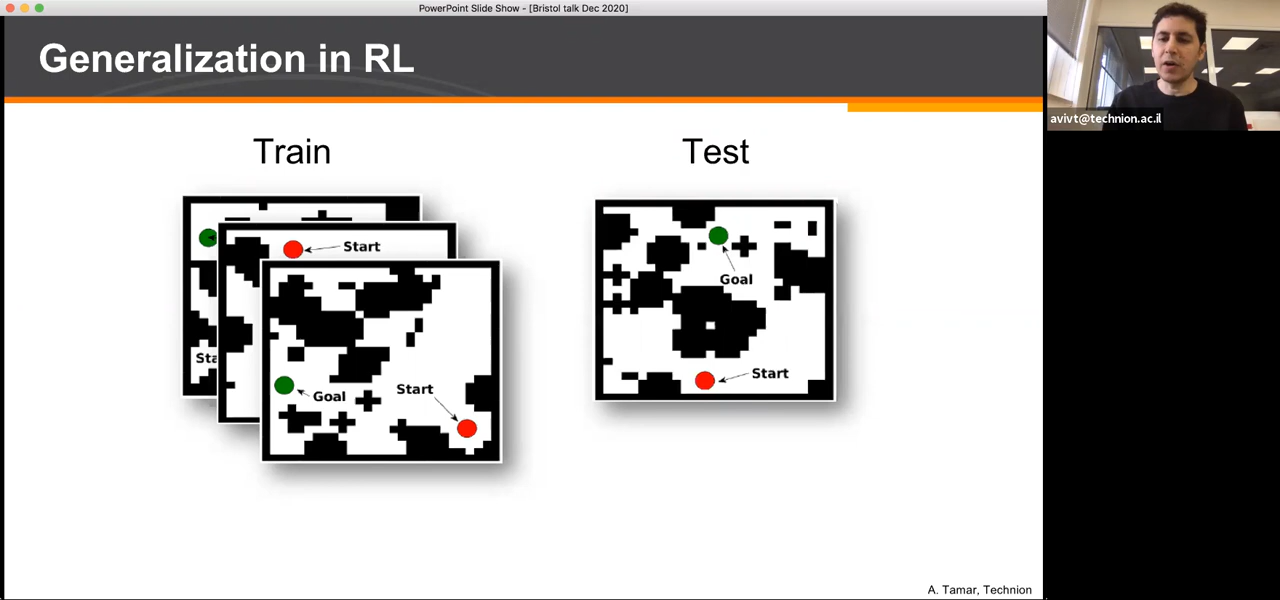 PowerPoint Slide Show - [Bristol talk Dec 2020]
Generalization in RL
avivt@technion.ac.il
Train
Test
Start
Sta
Goal
Start
Goal
Start
A. Tamar, Technion